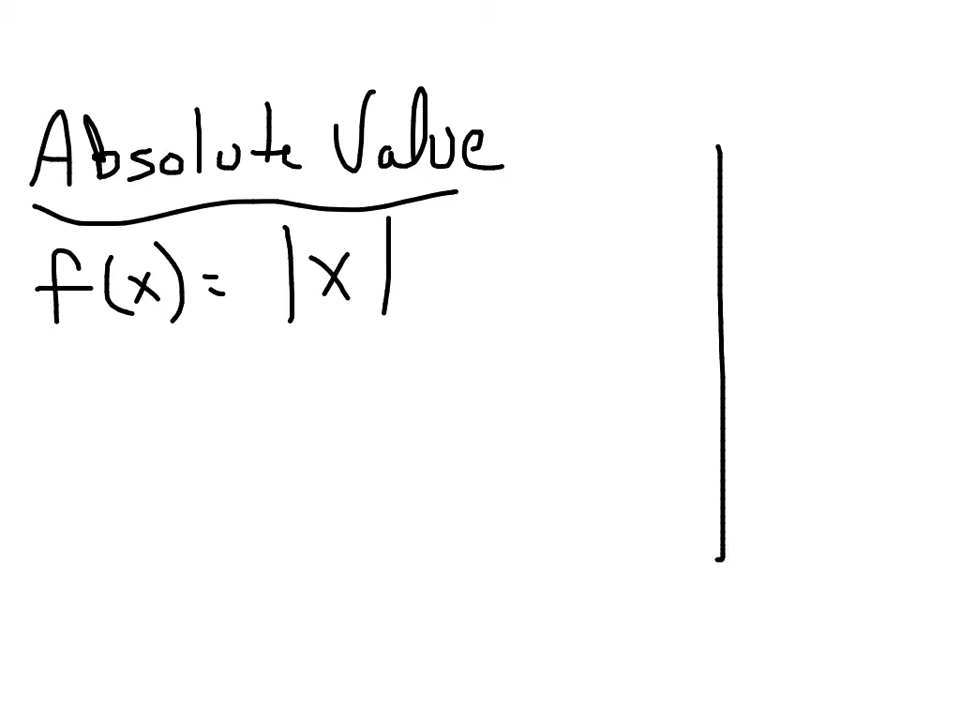 Absolute Value
f(x) = |x|